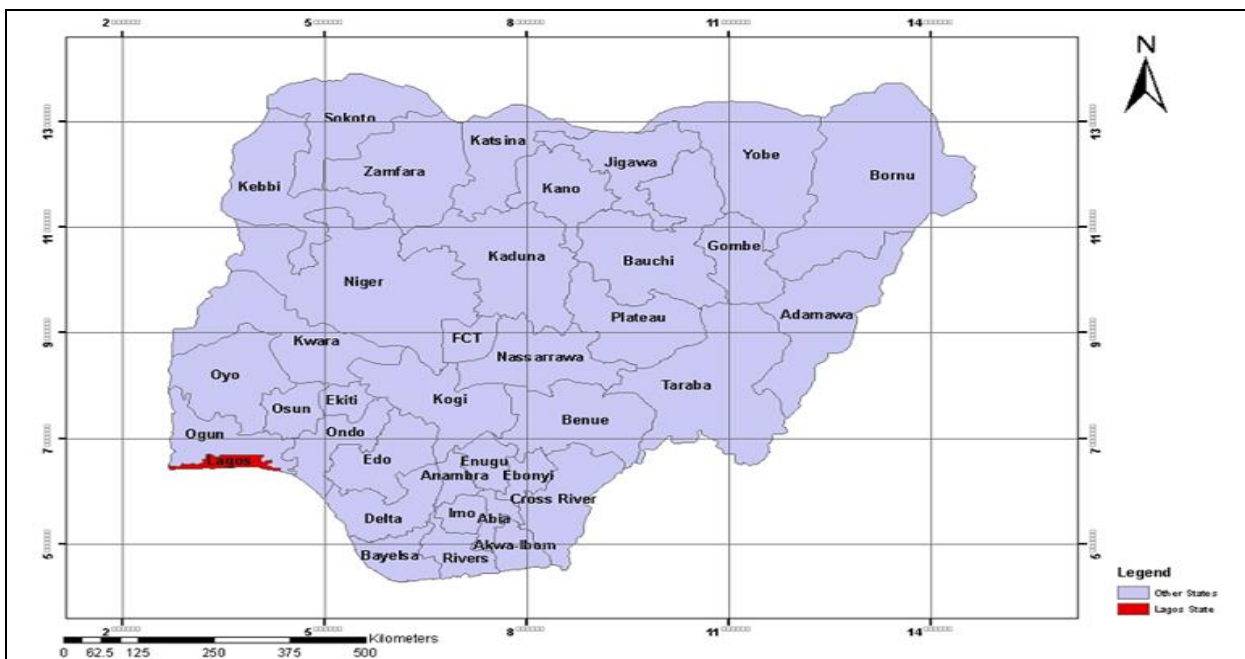 2 5 8 11 14
N
13 13
Sokoto
Katsina
Zamfara
Jigawa
Yobe
Kebbi
Kano
Bornu
11 11
Gombe
Kaduna
Bauchi
Niger
Plateau
Adamawa
9 9
Kwara
FCT
Nassarrawa
Oyo
Taraba
Osun
Ekiti
Kogi
Benue
Ogun
Ondo
7 7
Lagos
Edo
Enugu
Anambra
Ebonyi
Cross River
Imo
Abia
Delta
5
Akwa-Ibom
Bayelsa
Rivers
Legend
Other States
Lagos State
2 5 8 11 14
Kilometers
0 62.5 125 250 375 500